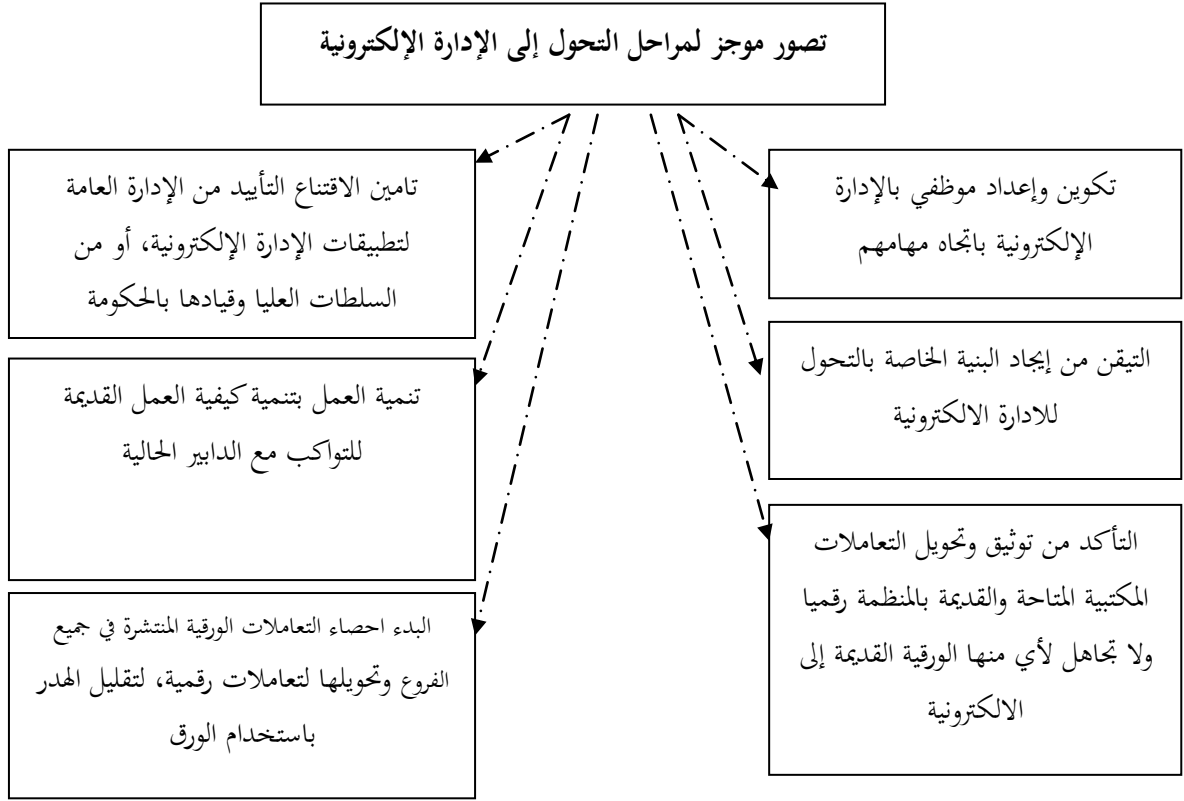 تصور موجز لمراحل التحول إلى الإدارة الإلكترونية
تكوين وإعداد موظفي بالإدارة
الإلكترونية باتجاه مهامهم
التيقن من إيجاد البنية الخاصة بالتحول
للادارة الالكترونية
التأكد من توثيق وتحويل التعاملات
المكتبية المتاحة والقديمة بالمنظمة رقميا
ولا تجاهل لأي منها الورقية القديمة إلى
الالكترونية
تامين الاقتناع التأييد من الإدارة العامة
لتطبيقات الإدارة الإلكترونية، أو من
السلطات العليا وقيادها بالحكومة
تنمية العمل بتنمية كيفية العمل القديمة
للتواكب مع الدابير الحالية
البدء احصاء التعاملات الورقية المنتشرة في جميع
الفروع وتحويلها لتعاملات رقمية، لتقليل الهدر
باستخدام الورق